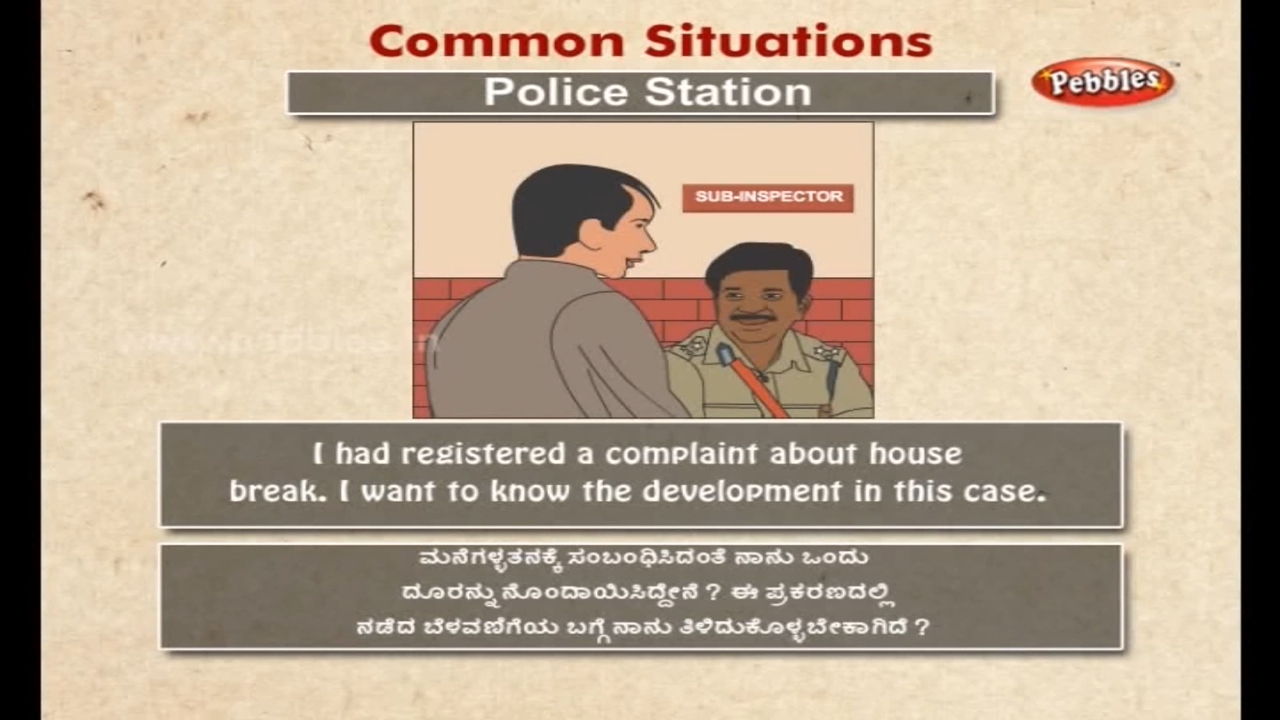 Common Situations
Police Station
Pebbles™
SUB-INSPECTOR
I had registered a complaint about house
break. I want to know the development in this case.
ಮನೆಗಳ್ಳತನಕ್ಕೆ ಸಂಬಂಧಿಸಿದಂತೆ ನಾನು ಒಂದು
ದೂರನ್ನು ನೊಂದಾಯಿಸಿದ್ದೇನೆ ? ಈ ಪ್ರಕರಣದಲ್ಲಿ
ನಡೆದ ಬೆಳವಣಿಗೆಯ ಬಗ್ಗೆ ನಾನು ತಿಳಿದುಕೊಳ್ಳಬೇಕಾಗಿದೆ ?